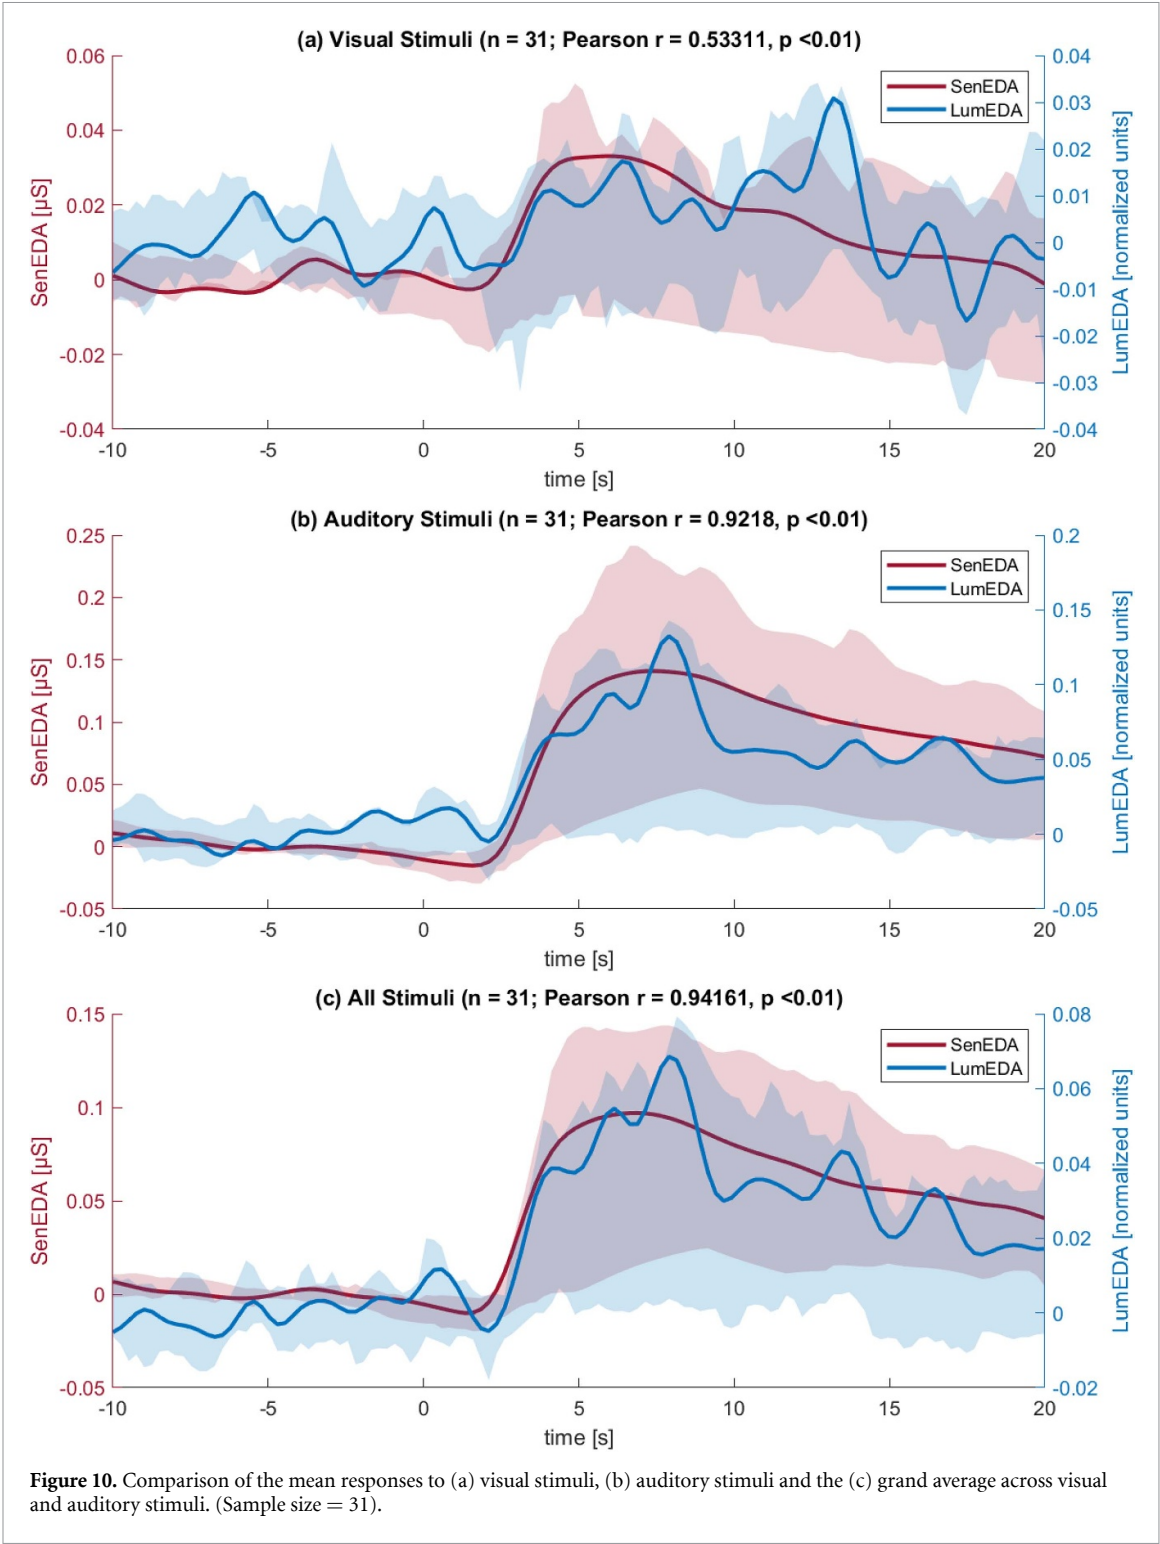 (a) Visual Stimuli (n = 31; Pearson r = 0.53311, p <0.01)
0.06
0.04
0.02
0
-0.02
-0.04
SenEDA [µS]
0.04
0.03
0.02
0.01
0
-0.01
-0.02
-0.03
-0.04
LumEDA [normalized units]
SenEDA
LumEDA
-10 -5 0 5 10 15 20
time [s]
(b) Auditory Stimuli (n = 31; Pearson r = 0.9218, p <0.01)
0.25
0.2
0.15
0.1
0.05
0
-0.05
SenEDA [µS]
0.2
0.15
0.1
0.05
0
-0.05
LumEDA [normalized units]
SenEDA
LumEDA
-10 -5 0 5 10 15 20
time [s]
(c) All Stimuli (n = 31; Pearson r = 0.94161, p <0.01)
0.15
0.1
0.05
0
-0.05
SenEDA [µS]
0.08
0.06
0.04
0.02
0
-0.02
LumEDA [normalized units]
SenEDA
LumEDA
-10 -5 0 5 10 15 20
time [s]
Figure 10. Comparison of the mean responses to (a) visual stimuli, (b) auditory stimuli and the (c) grand average across visual
and auditory stimuli. (Sample size = 31).